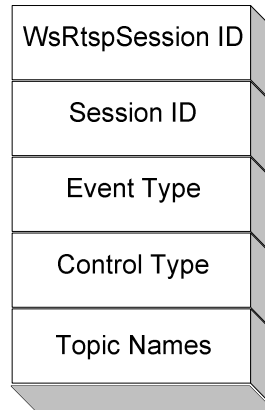 WsRtspSession ID
Session ID
Event Type
Control Type
Topic Names